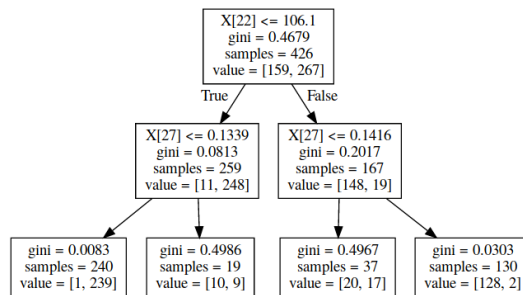 X[22] <= 106.1
gini = 0.4679
samples = 426
value = [159, 267]
True
False
X[27] <= 0.1339
gini = 0.0813
samples = 259
value = [11, 248]
X[27] <= 0.1416
gini = 0.2017
samples = 167
value = [148, 19]
gini = 0.0083
samples = 240
value = [1, 239]
gini = 0.4986
samples = 19
value = [10, 9]
gini = 0.4967
samples = 37
value = [20, 17]
gini = 0.0303
samples = 130
value = [128, 2]